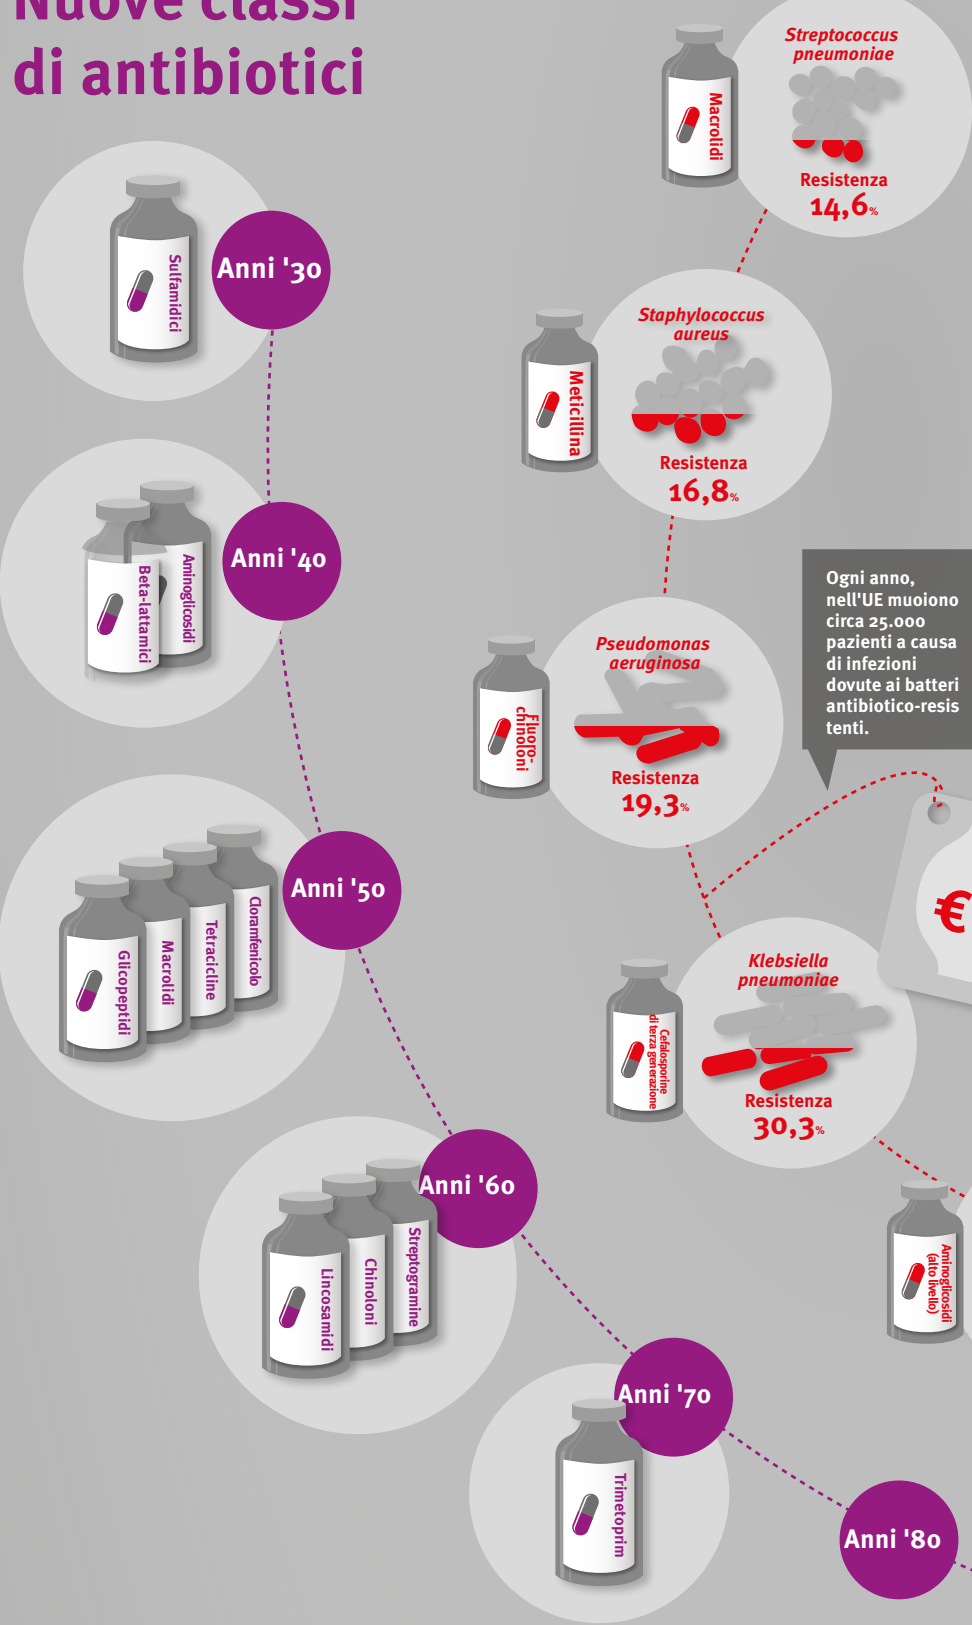 Nuove classi
di antibiotici
Sulfamidici
Anni '30
Beta-lattamici
Aminoglicosidi
Anni '40
Glicopeptidi
Macrolidi
Tetracicline
Cloramfenicolo
Anni '50
Lincosamidi
Chinoloni
Streptogramine
Anni '60
Trimetoprim
Anni '70
Anni '80
Macrolidi
Streptococcus
pneumoniae
Resistenza
14,6%
Meticillina
Staphylococcus
aureus
Resistenza
16,8%
Fluoro-
chinoloni
Pseudomonas
aeruginosa
Resistenza
19,3%
Ogni anno,
nell'UE muoiono
circa 25.000
pazienti a causa
di infezioni
dovute ai batteri
antibiotico-resis
tenti.
€
Cefalosporine
di terza generazione
Klebsiella
pneumoniae
Resistenza
30,3%
Aminoglicosidi
(alto livello)